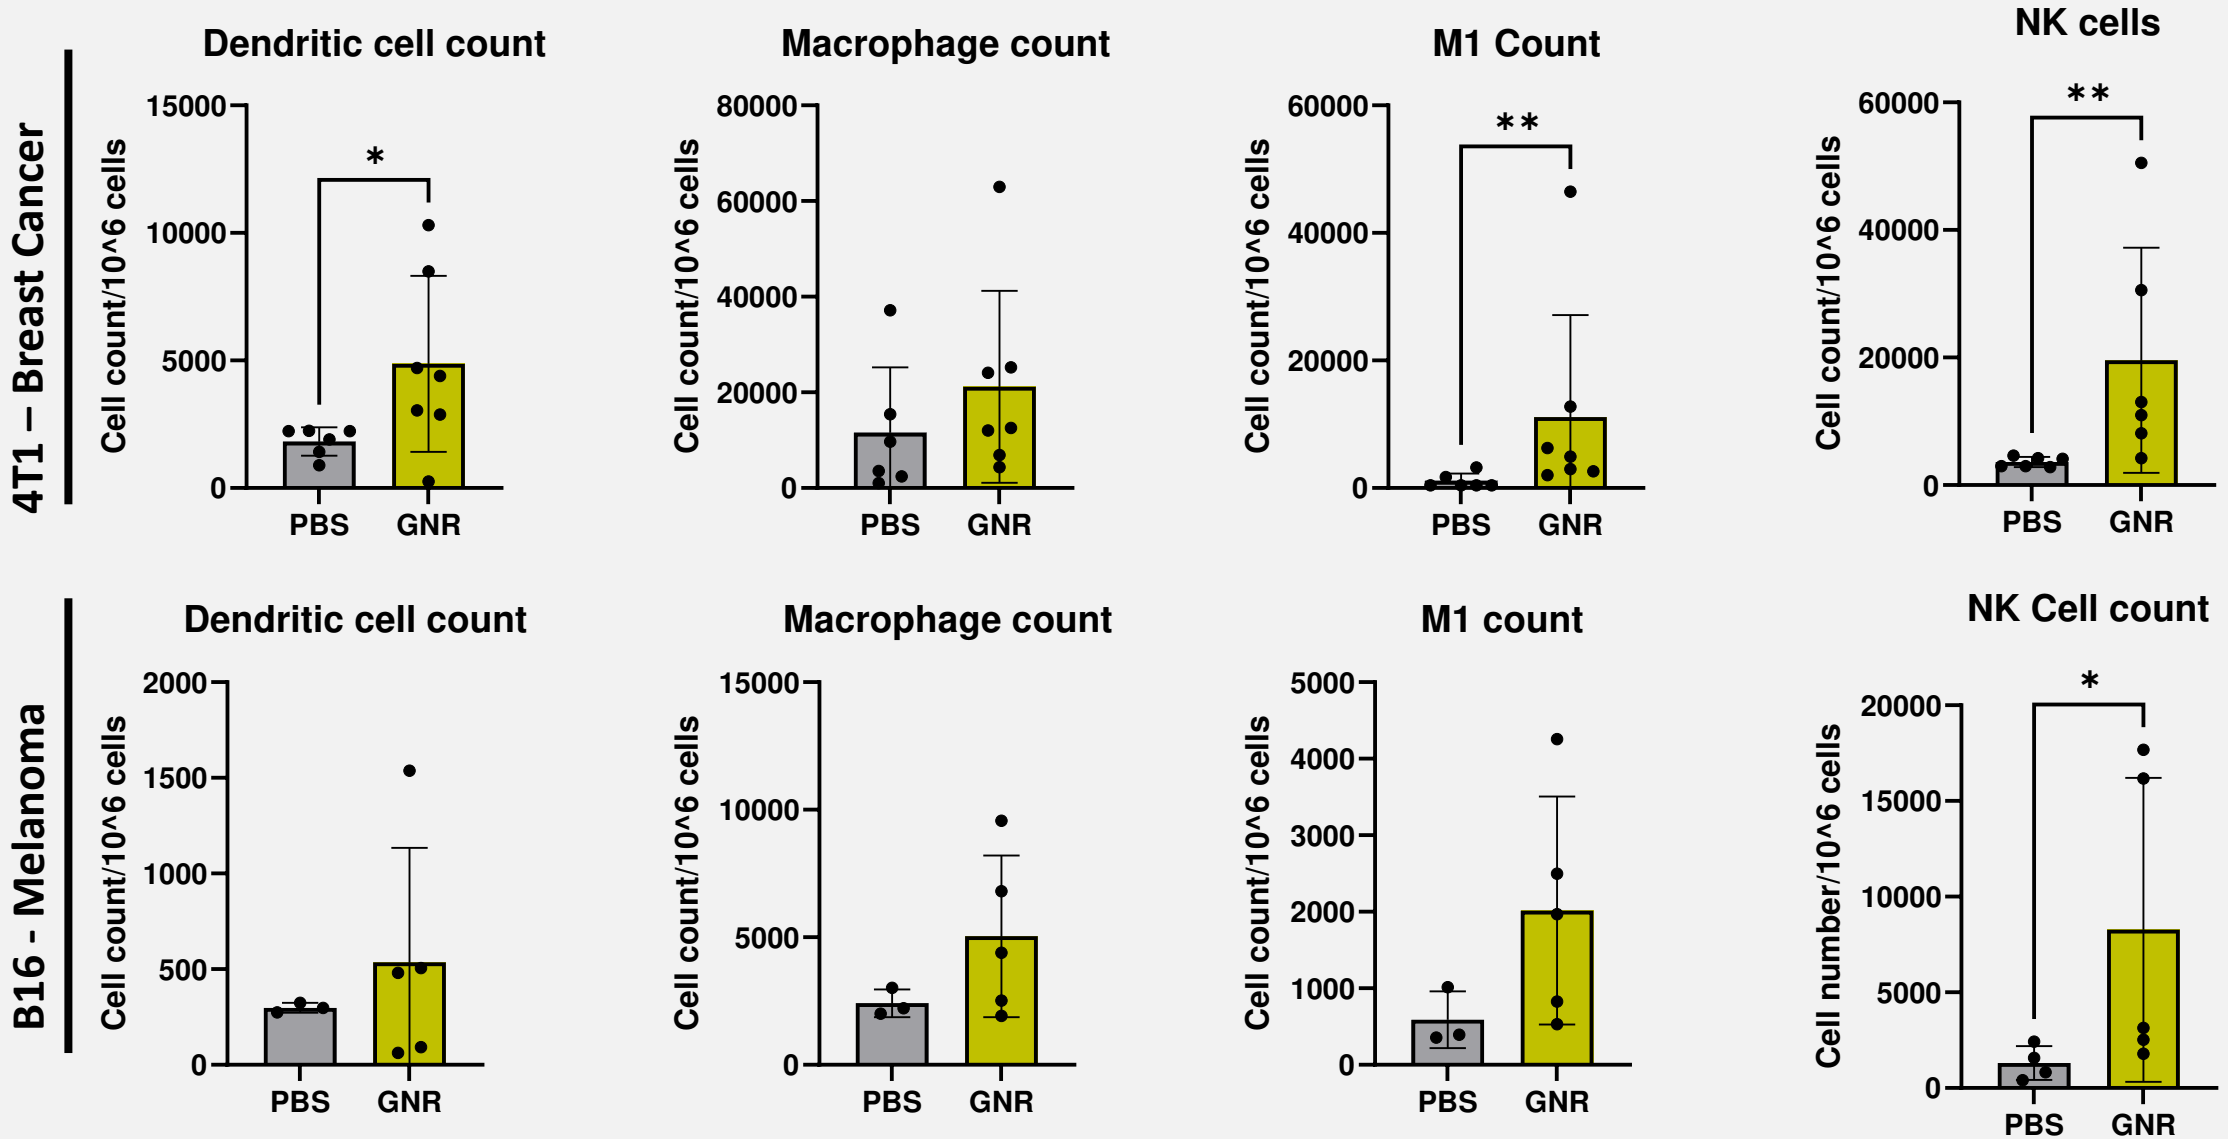 4T1 – Breast Cancer
Dendritic cell count
Cell count/10^6 cells
15000
10000
5000
0
*
PBS
GNR
Macrophage count
Cell count/10^6 cells
80000
60000
40000
20000
0
PBS
GNR
M1 Count
Cell count/10^6 cells
60000
40000
20000
0
**
PBS
GNR
NK cells
Cell count/10^6 cells
60000
40000
20000
0
**
PBS
GNR
B16 - Melanoma
Dendritic cell count
Cell count/10^6 cells
2000
1500
1000
500
0
PBS
GNR
Macrophage count
Cell count/10^6 cells
15000
10000
5000
0
PBS
GNR
M1 count
Cell count/10^6 cells
5000
4000
3000
2000
1000
0
PBS
GNR
NK Cell count
Cell number/10^6 cells
20000
15000
10000
5000
0
*
PBS
GNR